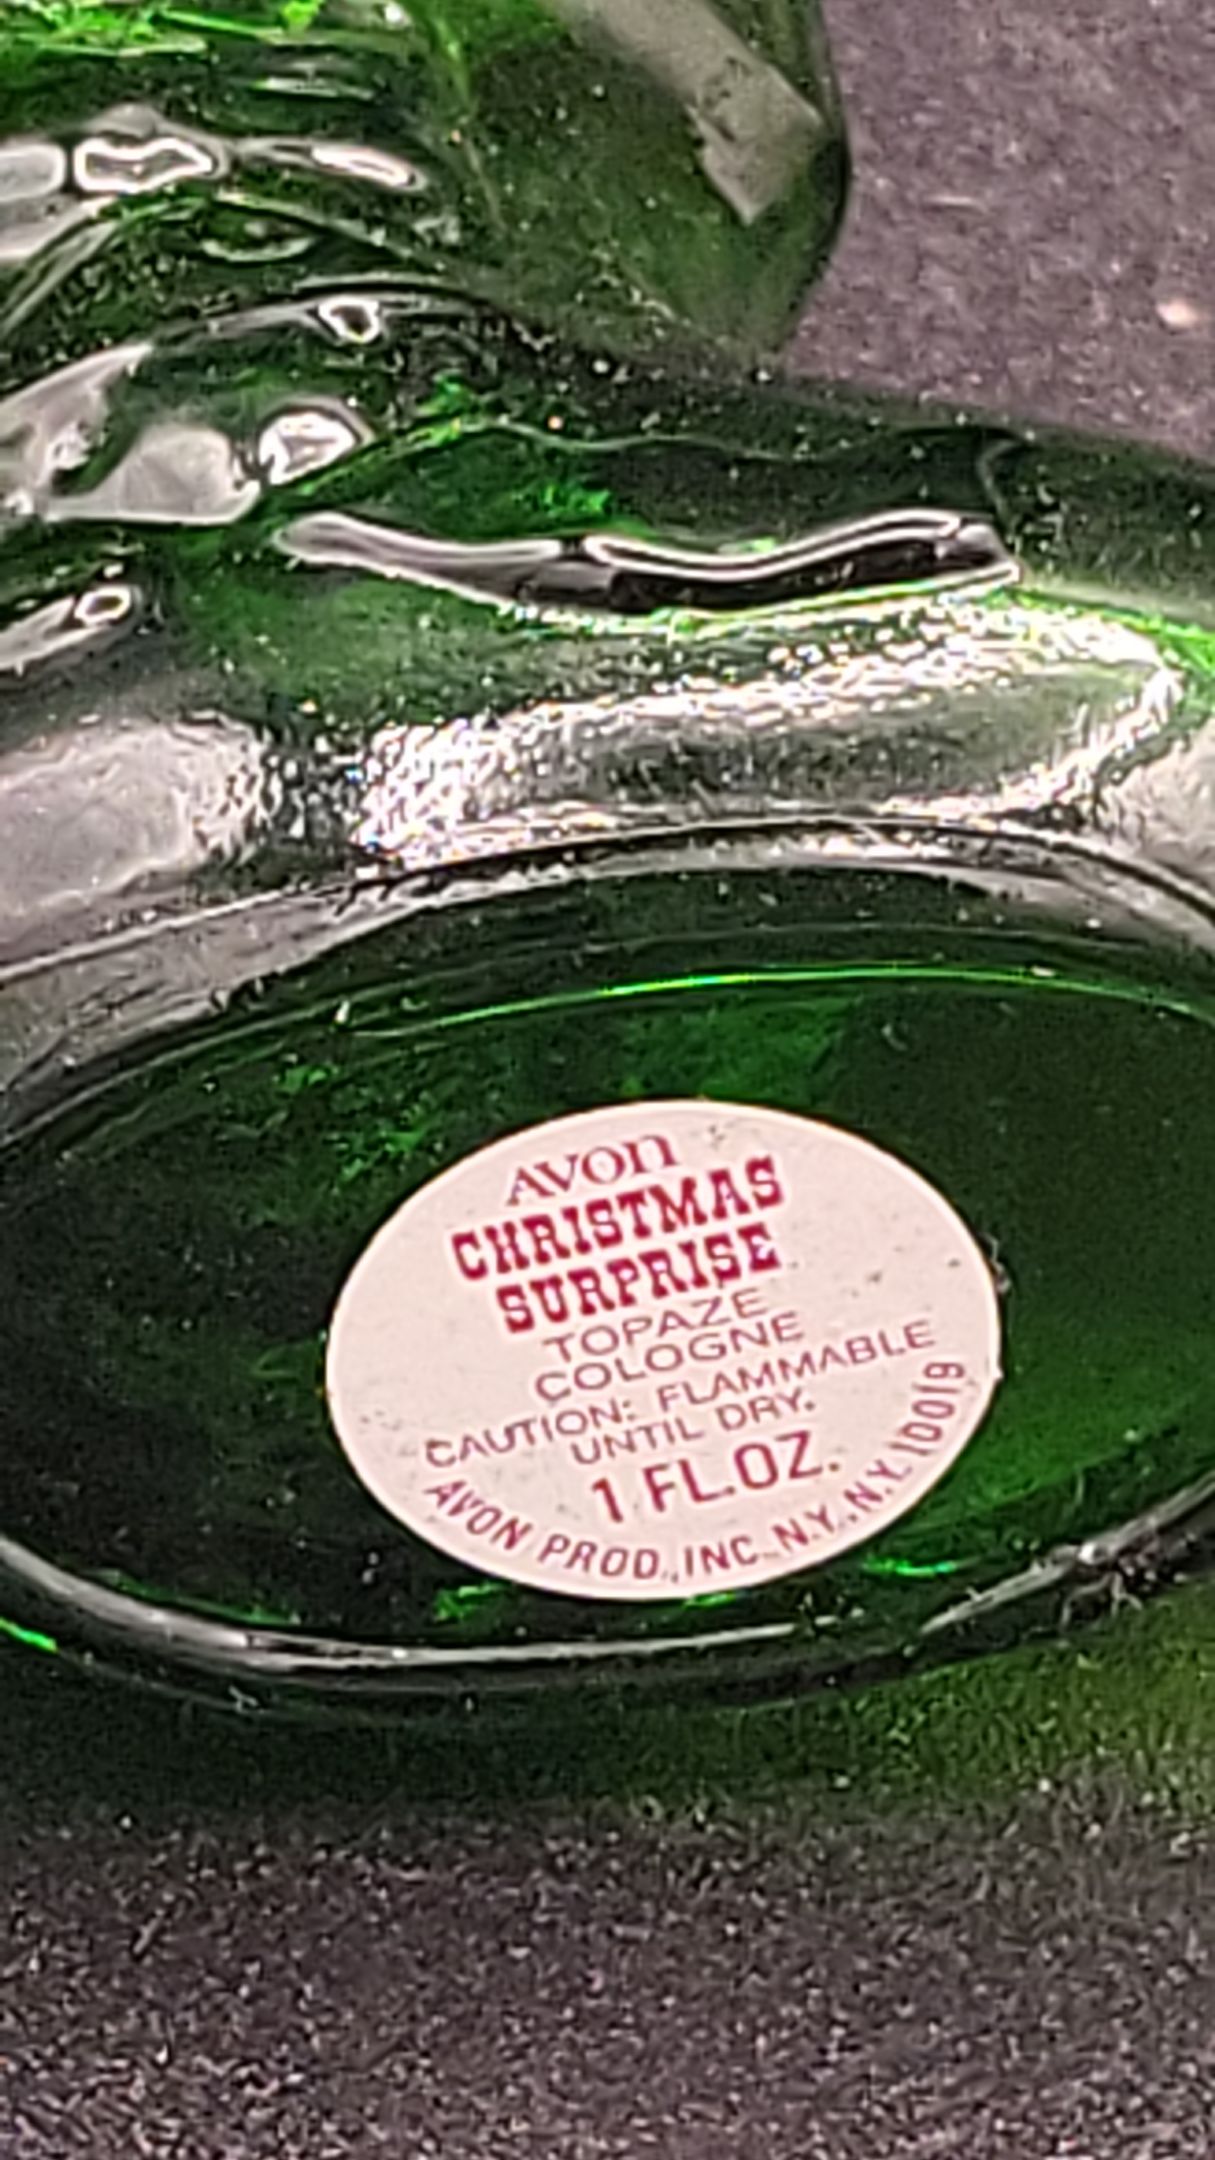 AVON
CHRISTMAS
SURPRISE
TOPAZE
COLOGNE
CAUTION: FLAMMABLE
UNTIL DRY.
1 FL.OZ.
AVON PROD., INC. N.Y., N.Y. 10019